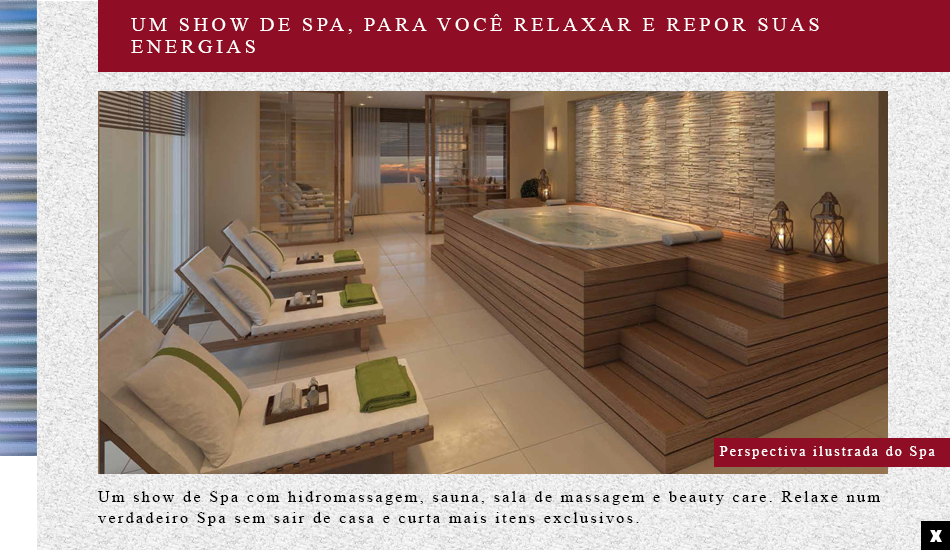 UM SHOW DE SPA, PARA VOCÊ RELAXAR E REPOR SUAS
ENERGIAS
Perspectiva ilustrada do Spa
Um show de Spa com hidromassagem, sauna, sala de massagem e beauty care. Relaxe num
verdadeiro Spa sem sair de casa e curta mais itens exclusivos.
X